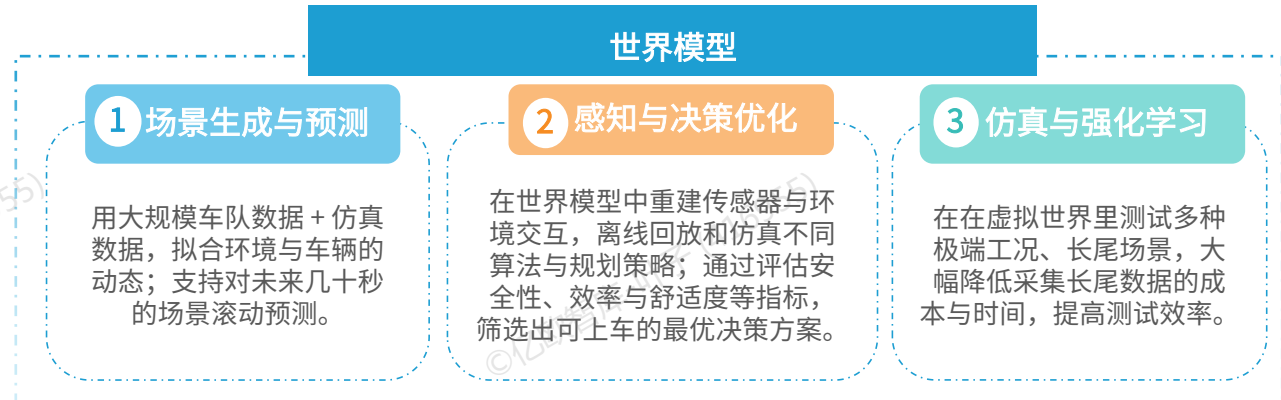 世界模型
1 场景生成与预测
用大规模车队数据 + 仿真
数据，拟合环境与车辆的
动态；支持对未来几十秒
的场景滚动预测。
2 感知与决策优化
在世界模型中重建传感器与环
境交互，离线回放和仿真不同
算法与规划策略；通过评估安
全性、效率与舒适度等指标，
筛选出可上车的最优决策方案。
3 仿真与强化学习
在在虚拟世界里测试多种
极端工况、长尾场景，大
幅降低采集长尾数据的成
本与时间，提高测试效率。